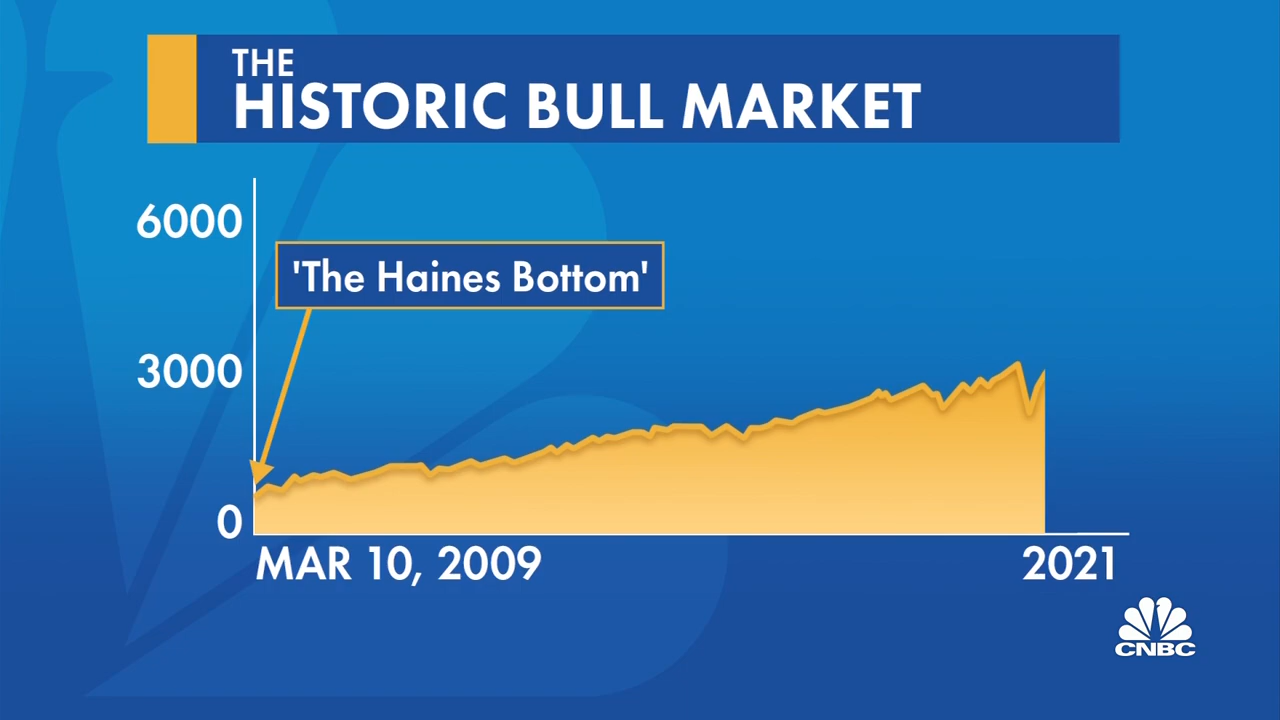 THE
HISTORIC BULL MARKET
6000
'The Haines Bottom'
3000
0
MAR 10, 2009
2021
CNBC